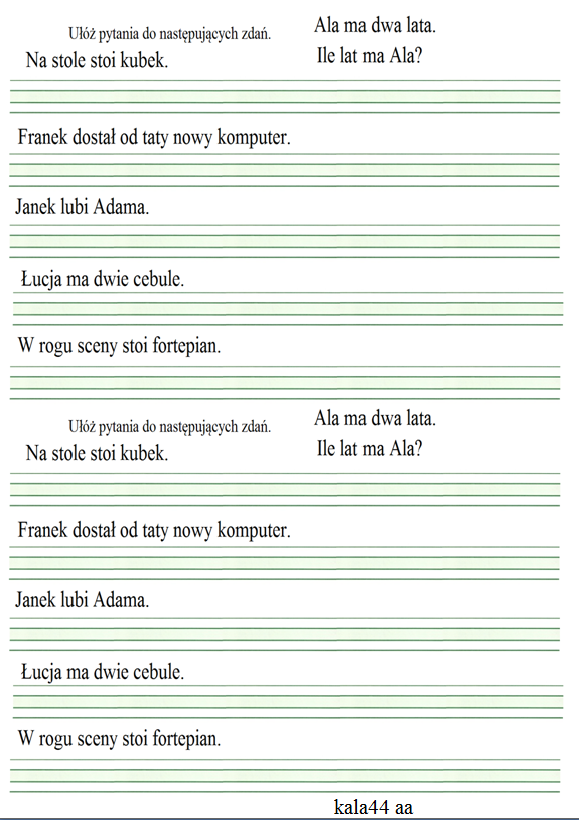 Ułóż pytania do następujących zdań.
Ala ma dwa lata.
Na stole stoi kubek.
Ile lat ma Ala?
Franek dostał od taty nowy komputer.
Janek lubi Adama.
Łucja ma dwie cebule.
W rogu sceny stoi fortepian.
Ułóż pytania do następujących zdań.
Ala ma dwa lata.
Na stole stoi kubek.
Ile lat ma Ala?
Franek dostał od taty nowy komputer.
Janek lubi Adama.
Łucja ma dwie cebule.
W rogu sceny stoi fortepian.
kala44 aa